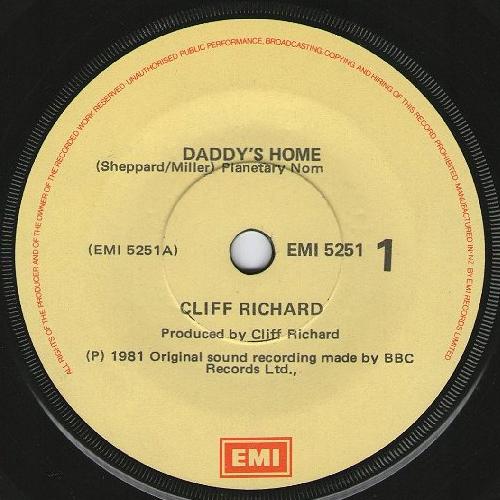 ALL RIGHTS OF THE PRODUCER AND OF THE OWNER OF THE RECORDED WORK RESERVED. UNAUTHORISED PUBLIC PERFORMANCE, BROADCASTING, COPYING AND HIRING OF THIS RECORD PROHIBITED. MANUFACTURED IN NZ BY EMI RECORDS LIMITED
DADDY'S HOME
(Sheppard/Miller) Planetary Nom
(EMI 5251A) EMI 5251 1
CLIFF RICHARD
Produced by Cliff Richard
(P) 1981 Original sound recording made by BBC
Records Ltd.,
EMI